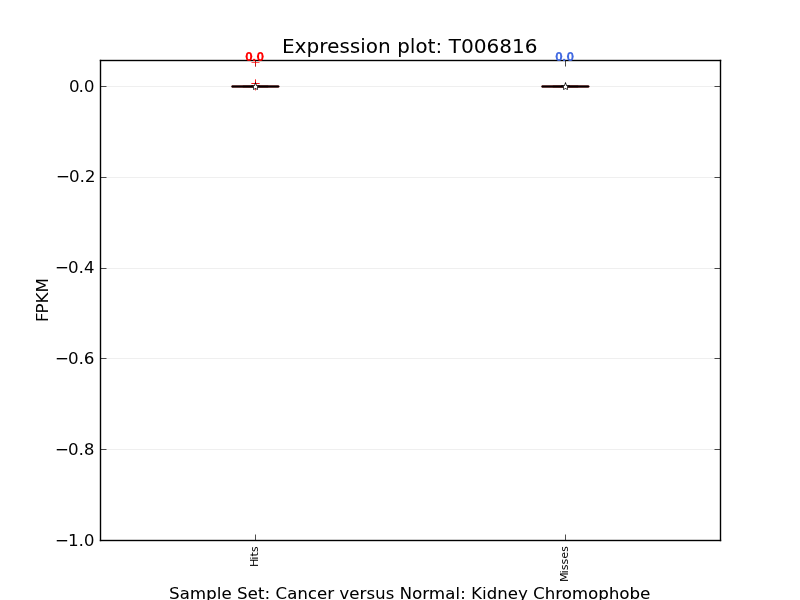 Expression plot: T006816
0.0 0.0
0.0
−0.2
−0.4
−0.6
−0.8
−1.0
FPKM
Hits Misses
Sample Set: Cancer versus Normal: Kidney Chromophobe